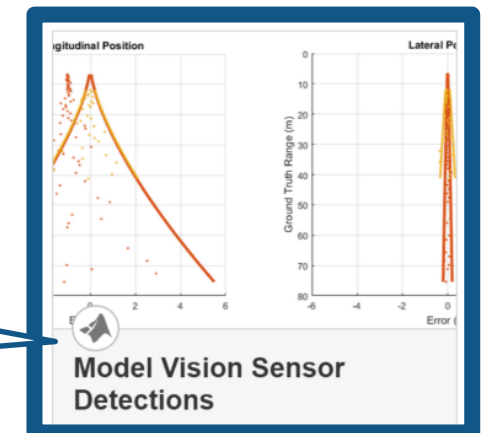 gitudinal Position
Lateral Po
0
10
20
30
40
50
60
70
80
Ground Truth Range (m)
0 2 4 6
-6 -4 -2 0
E
Error (
Model Vision Sensor
Detections